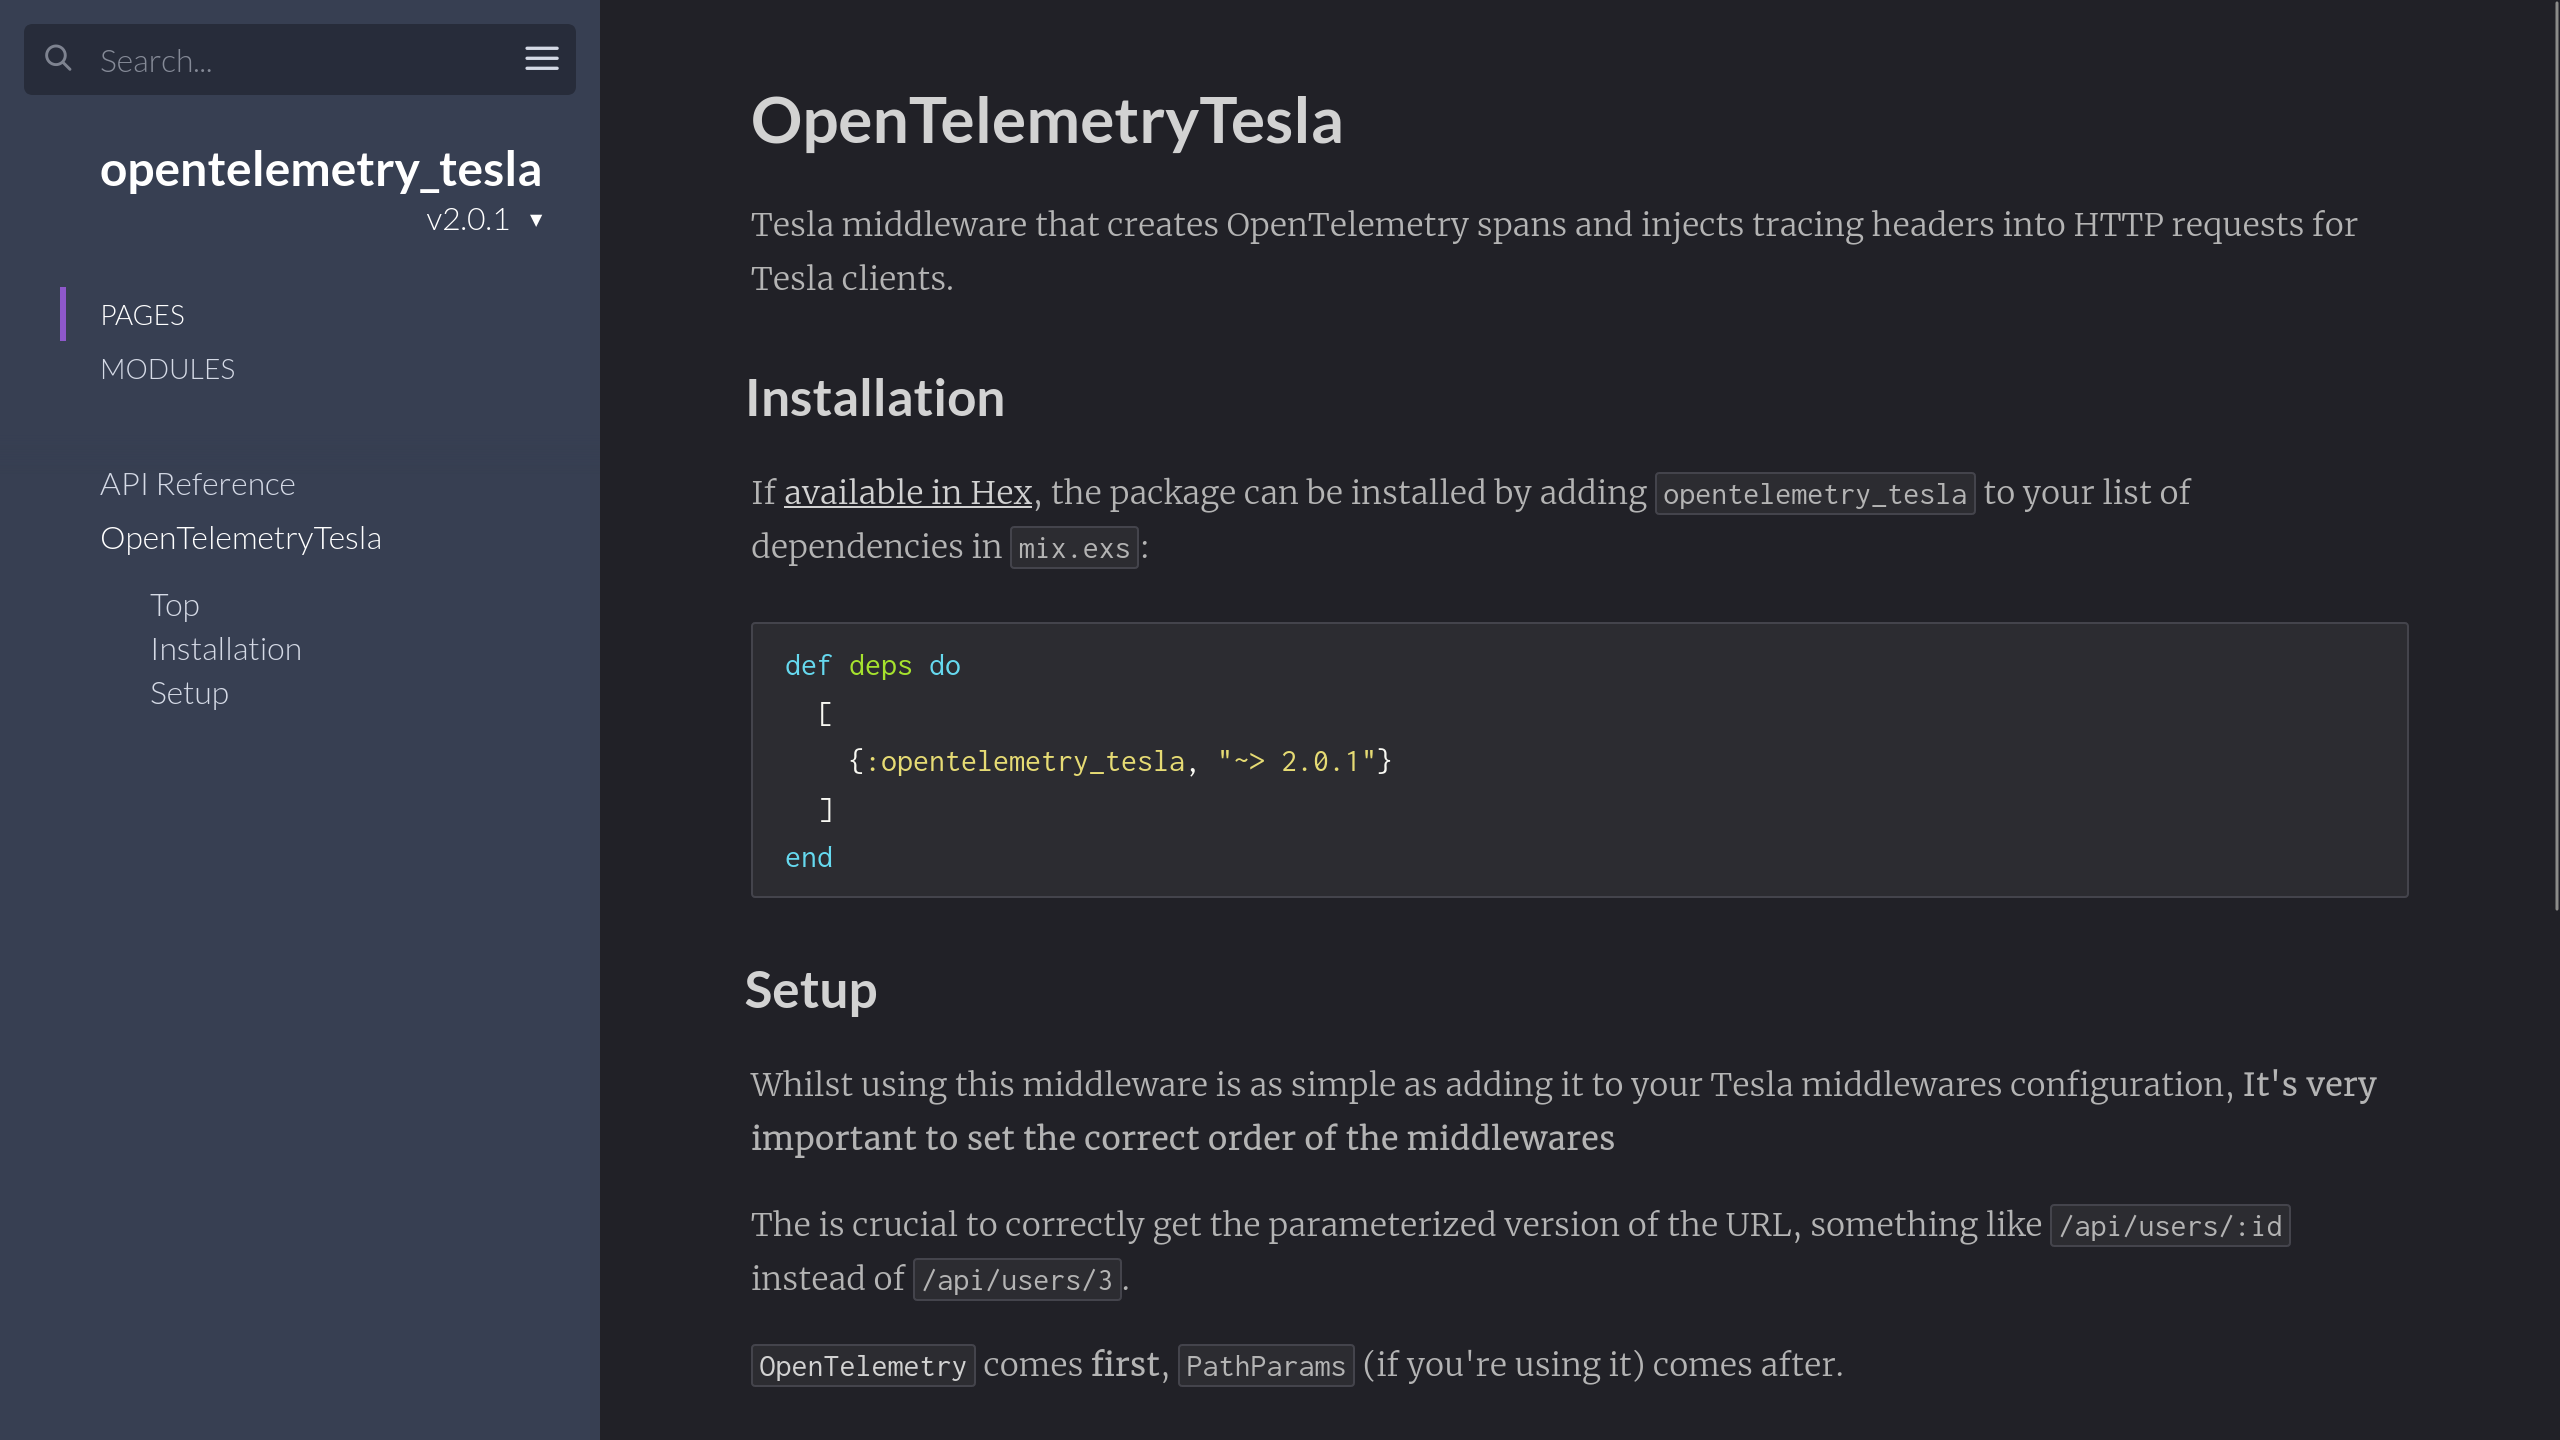 Search...
opentelemetry_tesla
v2.0.1 ▼
PAGES
MODULES
API Reference
OpenTelemetryTesla
Top
Installation
Setup
OpenTelemetryTesla
Tesla middleware that creates OpenTelemetry spans and injects tracing headers into HTTP requests for
Tesla clients.
Installation
If available in Hex, the package can be installed by adding opentelemetry_tesla to your list of
dependencies in mix.exs:
def deps do
  [
    {:opentelemetry_tesla, "~> 2.0.1"}
  ]
end
Setup
Whilst using this middleware is as simple as adding it to your Tesla middlewares configuration, It's very
important to set the correct order of the middlewares
The is crucial to correctly get the parameterized version of the URL, something like /api/users/:id
instead of /api/users/3.
OpenTelemetry comes first, PathParams (if you're using it) comes after.